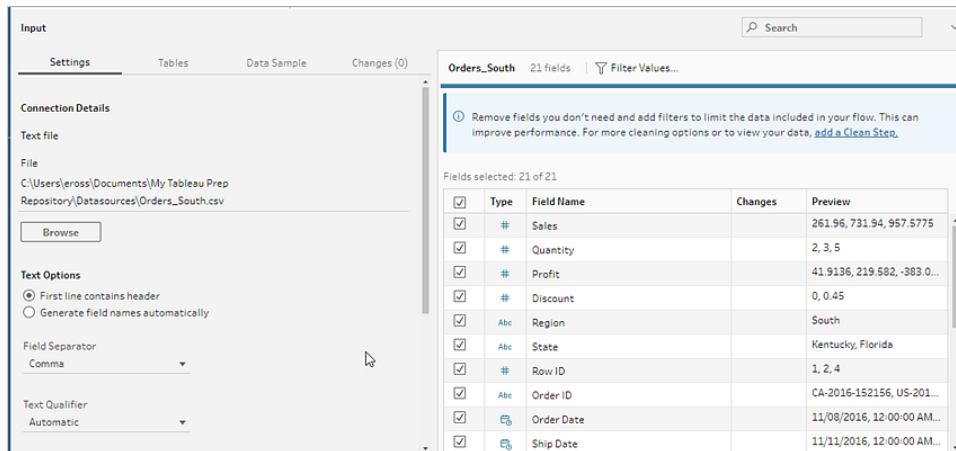 Input
Search
Settings Tables Data Sample Changes (0)
Connection Details
Text file
File
C:\Users\eross\Documents\My Tableau Prep
Repository\Datasources\Orders_South.csv
Browse
Text Options
First line contains header
Generate field names automatically
Field Separator
Comma
Text Qualifier
Automatic
Orders_South 21 fields Filter Values...
Remove fields you don't need and add filters to limit the data included in your flow. This can
improve performance. For more cleaning options or to view your data, add a Clean Step.
Fields selected: 21 of 21
Type Field Name Changes Preview
# Sales 261.96, 731.94, 957.5775
# Quantity 2, 3, 5
# Profit 41.9136, 219.582, -383.0...
# Discount 0, 0.45
Abc Region South
Abc State Kentucky, Florida
# Row ID 1, 2, 4
Abc Order ID CA-2016-152156, US-201...
Order Date 11/08/2016, 12:00:00 AM...
Ship Date 11/11/2016, 12:00:00 AM...